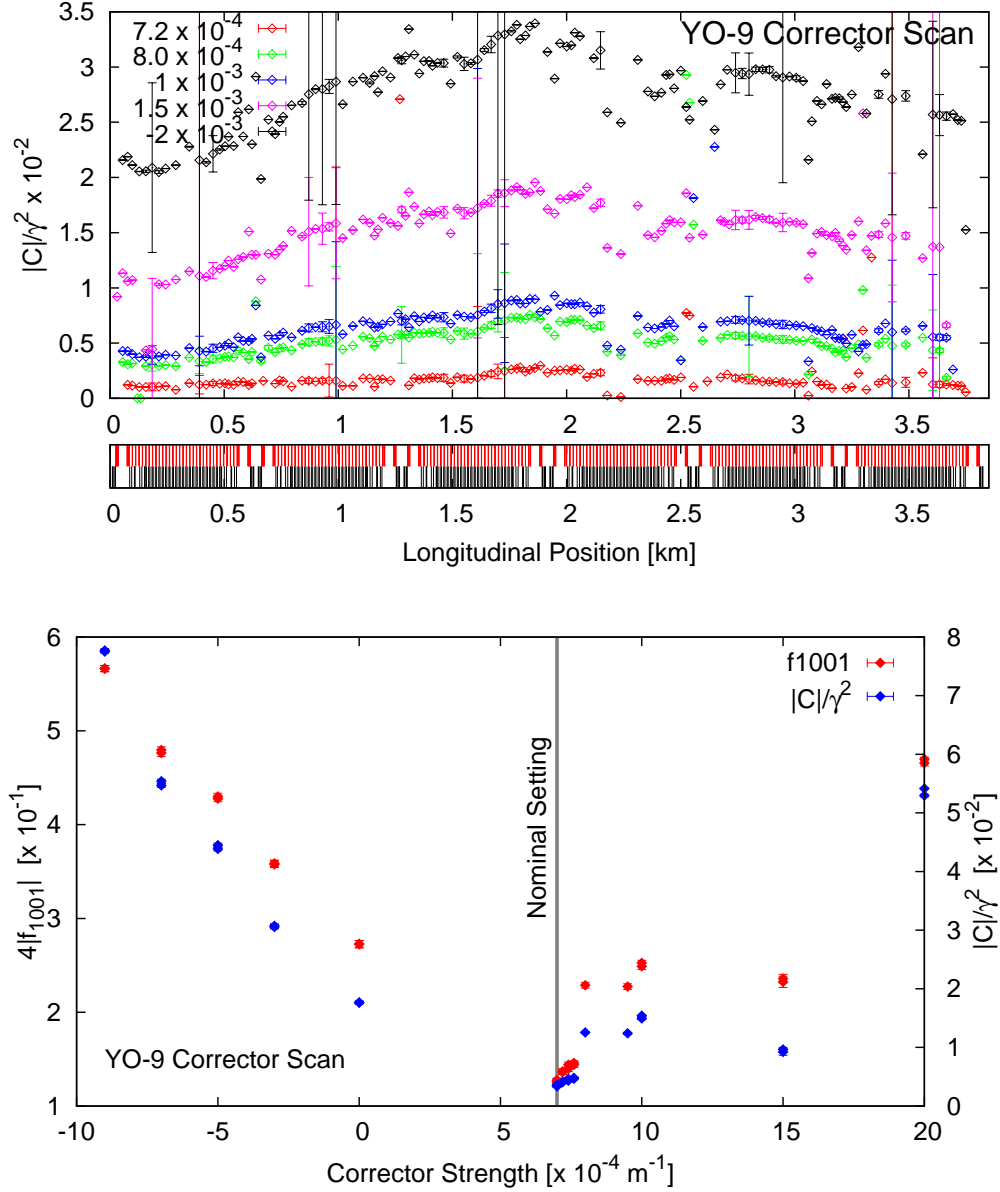 YO-9 Corrector Scan
7.2 x 10^-4
8.0 x 10^-4
1 x 10^-3
1.5 x 10^-3
2 x 10^-3
|C|/γ^2 x 10^-2
3.5
3
2.5
2
1.5
1
0.5
0
0 0.5 1 1.5 2 2.5 3 3.5
0 0.5 1 1.5 2 2.5 3 3.5
Longitudinal Position [km]
f1001
|C|/γ^2
4|f_1001| [x 10^-1]
6
5
4
3
2
1
Nominal Setting
|C|/γ^2 [x 10^-2]
8
7
6
5
4
3
2
1
0
YO-9 Corrector Scan
-10 -5 0 5 10 15 20
Corrector Strength [x 10^-4 m^-1]